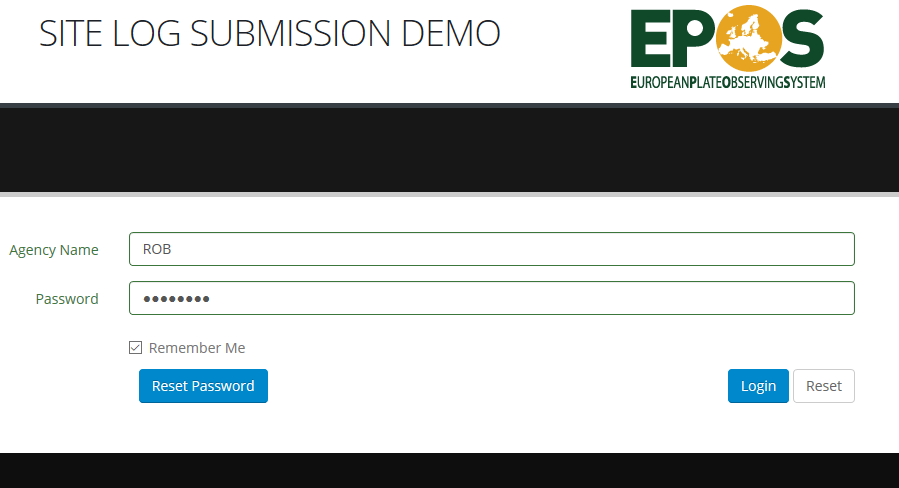 SITE LOG SUBMISSION DEMO
EPOS
EUROPEANPLATEOBSERVINGSYSTEM
Agency Name
ROB
Password
●●●●●●●●
Remember Me
Reset Password
Login
Reset